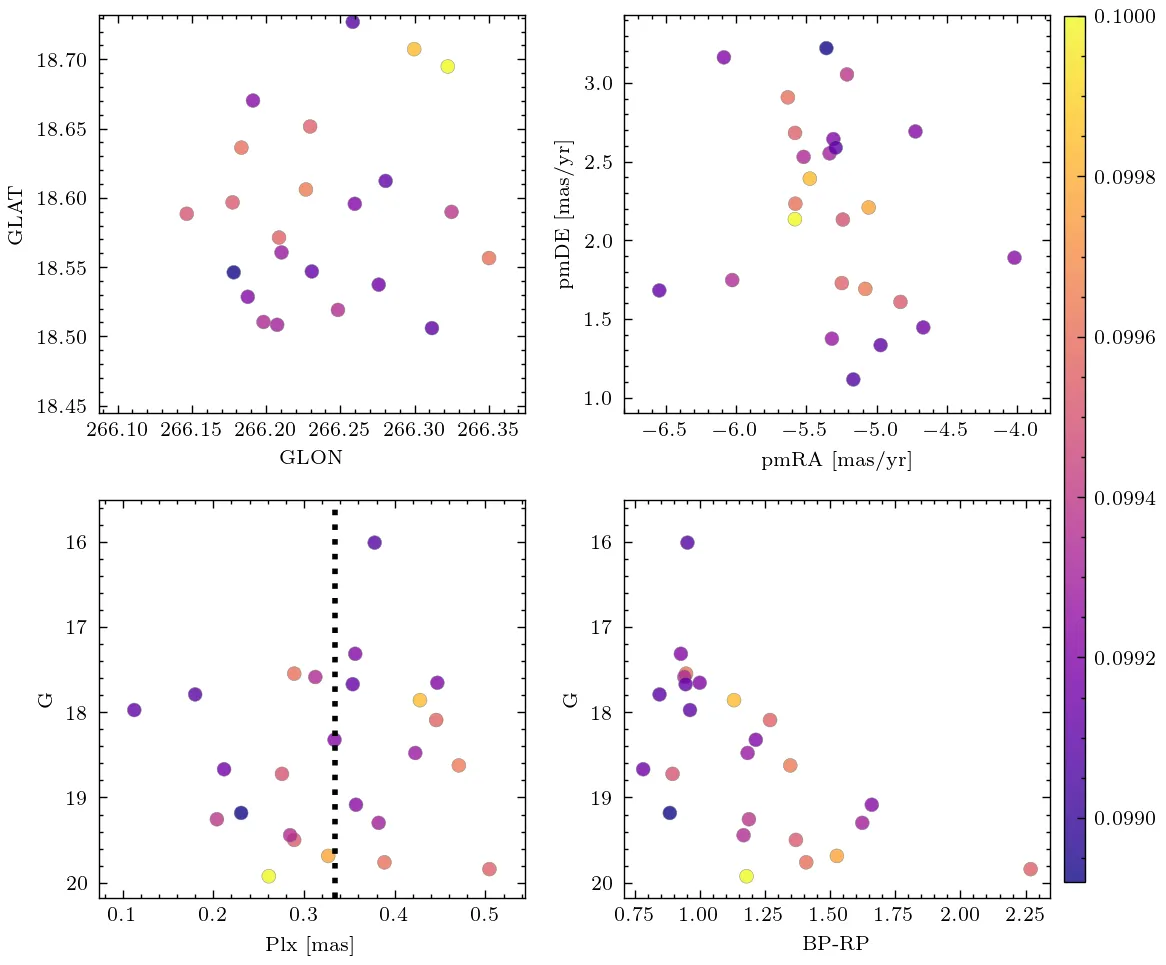 18.70
18.65
18.60
18.55
18.50
18.45
GLAT
266.10 266.15 266.20 266.25 266.30 266.35
GLON
3.0
2.5
2.0
1.5
1.0
pmDE [mas/yr]
−6.5 −6.0 −5.5 −5.0 −4.5 −4.0
pmRA [mas/yr]
0.1000
0.0998
0.0996
0.0994
0.0992
0.0990
16
17
18
19
20
G
0.1 0.2 0.3 0.4 0.5
Plx [mas]
16
17
18
19
20
G
0.75 1.00 1.25 1.50 1.75 2.00 2.25
BP-RP